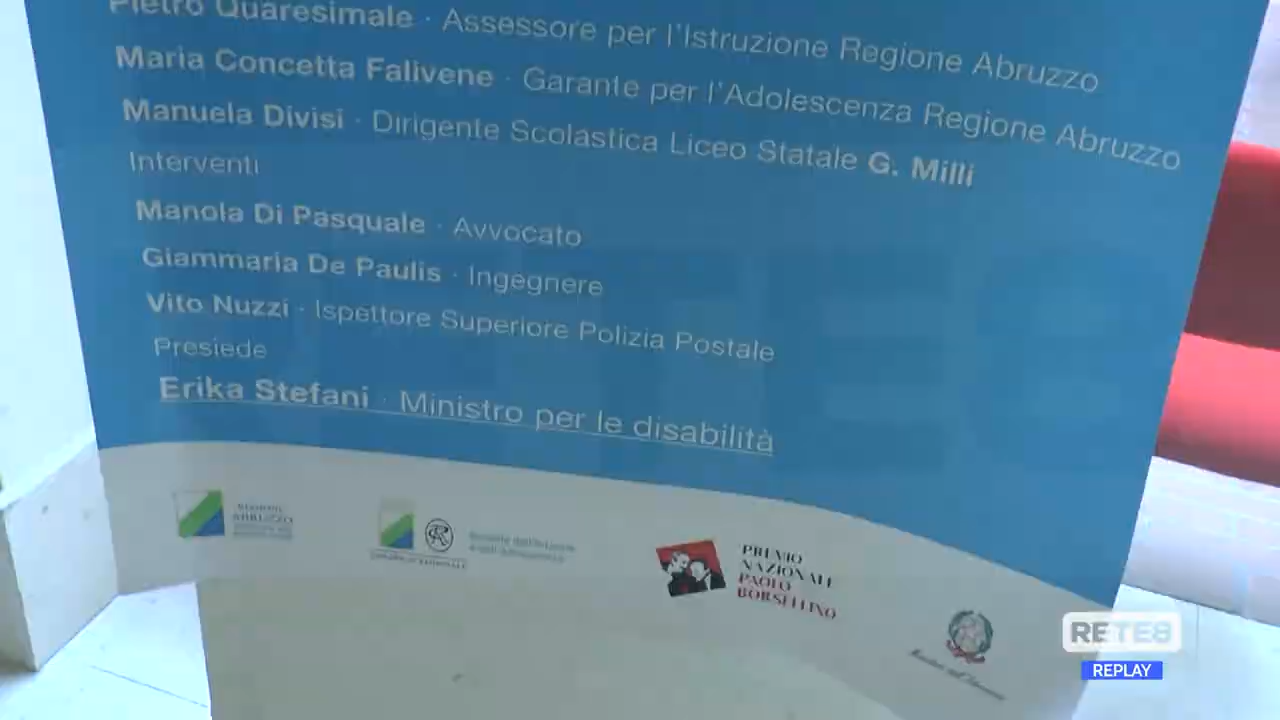 Pietro Quaresimale · Assessore per l'Istruzione Regione Abruzzo
Maria Concetta Falivene · Garante per l'Adolescenza Regione Abruzzo
Manuela Divisi · Dirigente Scolastica Liceo Statale G. Milli
Interventi
Manola Di Pasquale · Avvocato
Giammaria De Paulis · Ingegnere
Vito Nuzzi · Ispettore Superiore Polizia Postale
Presiede
Erika Stefani · Ministro per le disabilità
REGIONE
ABRUZZO
PREMIO
NAZIONALE
PAOLO
BORSELLINO
RETE8
REPLAY